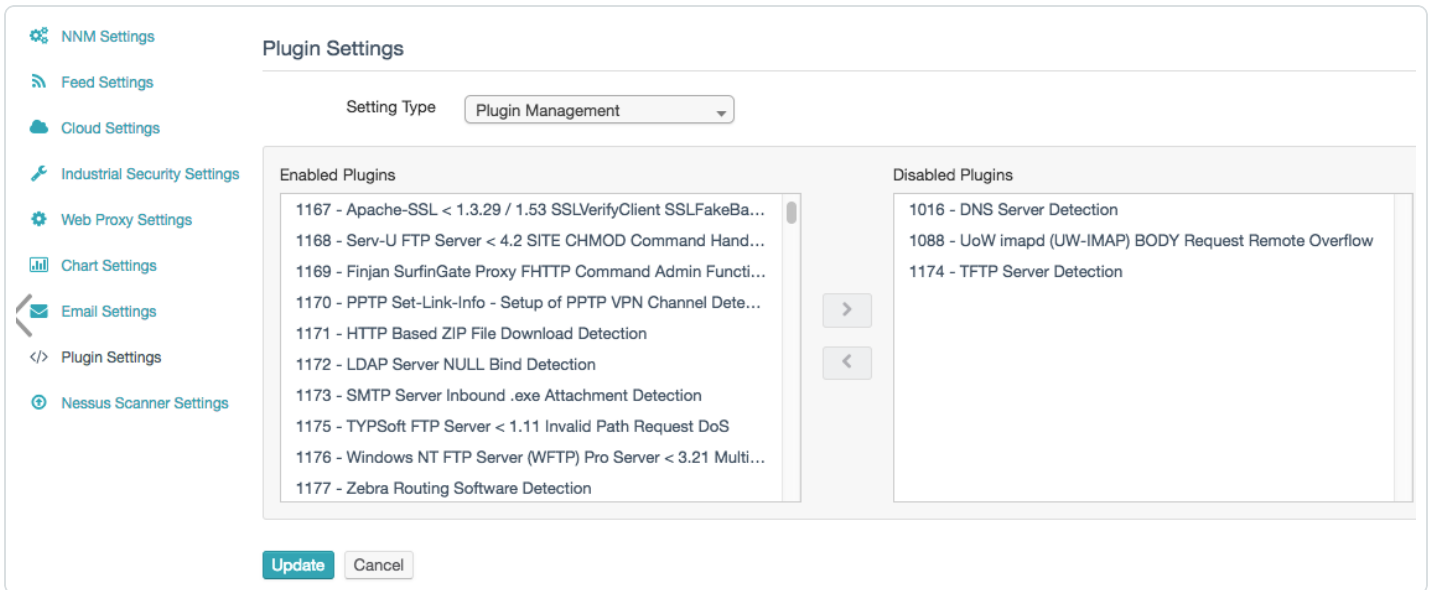 NNM Settings
Feed Settings
Cloud Settings
Industrial Security Settings
Web Proxy Settings
Chart Settings
Email Settings
Plugin Settings
Nessus Scanner Settings
Plugin Settings
Setting Type
Plugin Management
Enabled Plugins
1167 - Apache-SSL < 1.3.29 / 1.53 SSLVerifyClient SSLFakeBa...
1168 - Serv-U FTP Server < 4.2 SITE CHMOD Command Hand...
1169 - Finjan SurfinGate Proxy FHTTP Command Admin Functi...
1170 - PPTP Set-Link-Info - Setup of PPTP VPN Channel Dete...
1171 - HTTP Based ZIP File Download Detection
1172 - LDAP Server NULL Bind Detection
1173 - SMTP Server Inbound .exe Attachment Detection
1175 - TYPSoft FTP Server < 1.11 Invalid Path Request DoS
1176 - Windows NT FTP Server (WFTP) Pro Server < 3.21 Multi...
1177 - Zebra Routing Software Detection
Disabled Plugins
1016 - DNS Server Detection
1088 - UoW imapd (UW-IMAP) BODY Request Remote Overflow
1174 - TFTP Server Detection
Update
Cancel